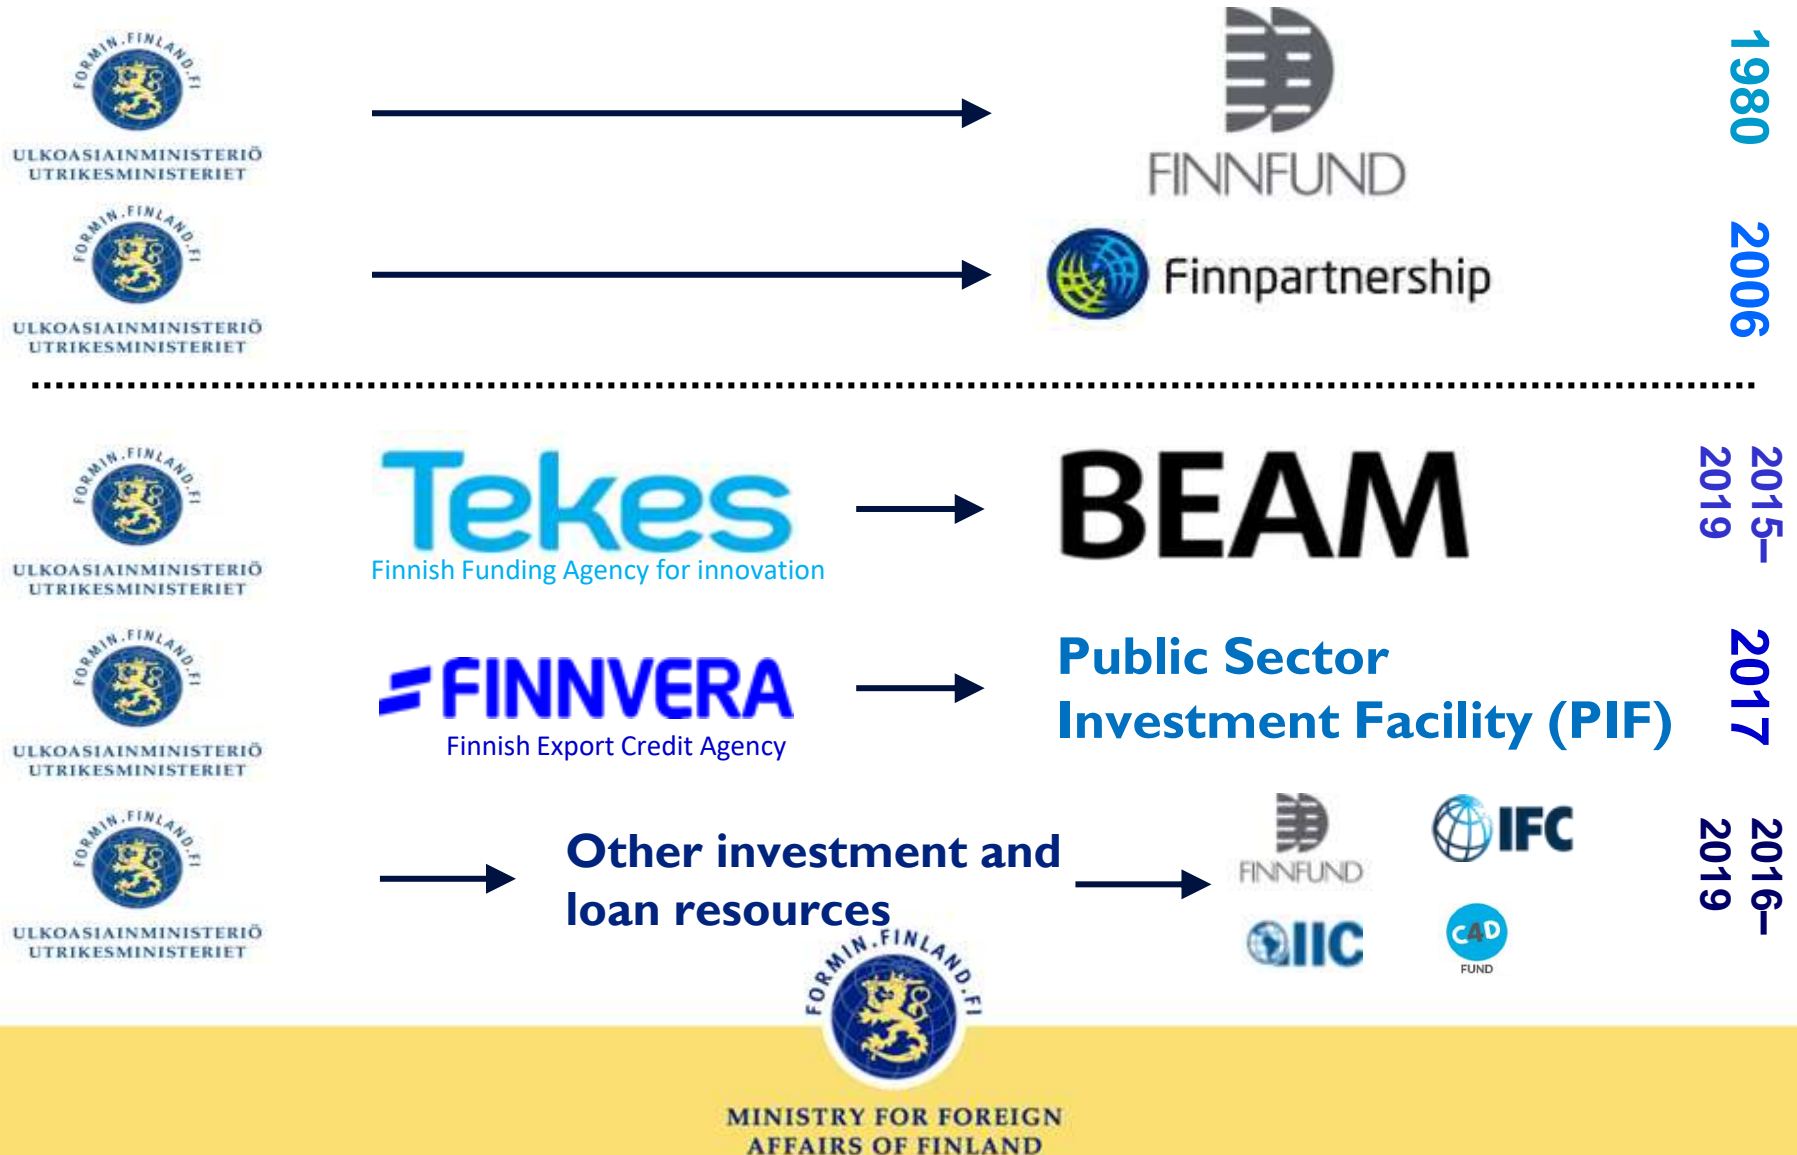 FORMIN.FINLAND.FI
ULKOASIAINMINISTERIÖ
UTRIKESMINISTERIET
FINNFUND
1980
FORMIN.FINLAND.FI
ULKOASIAINMINISTERIÖ
UTRIKESMINISTERIET
Finnpartnership
2006
FORMIN.FINLAND.FI
ULKOASIAINMINISTERIÖ
UTRIKESMINISTERIET
Tekes
Finnish Funding Agency for innovation
BEAM
2015–
2019
FORMIN.FINLAND.FI
ULKOASIAINMINISTERIÖ
UTRIKESMINISTERIET
FINNVERA
Finnish Export Credit Agency
Public Sector
Investment Facility (PIF)
2017
FORMIN.FINLAND.FI
ULKOASIAINMINISTERIÖ
UTRIKESMINISTERIET
Other investment and
loan resources
FINNFUND
IFC
IIC
C4D
FUND
2016–
2019
FORMIN.FINLAND.FI
MINISTRY FOR FOREIGN
AFFAIRS OF FINLAND